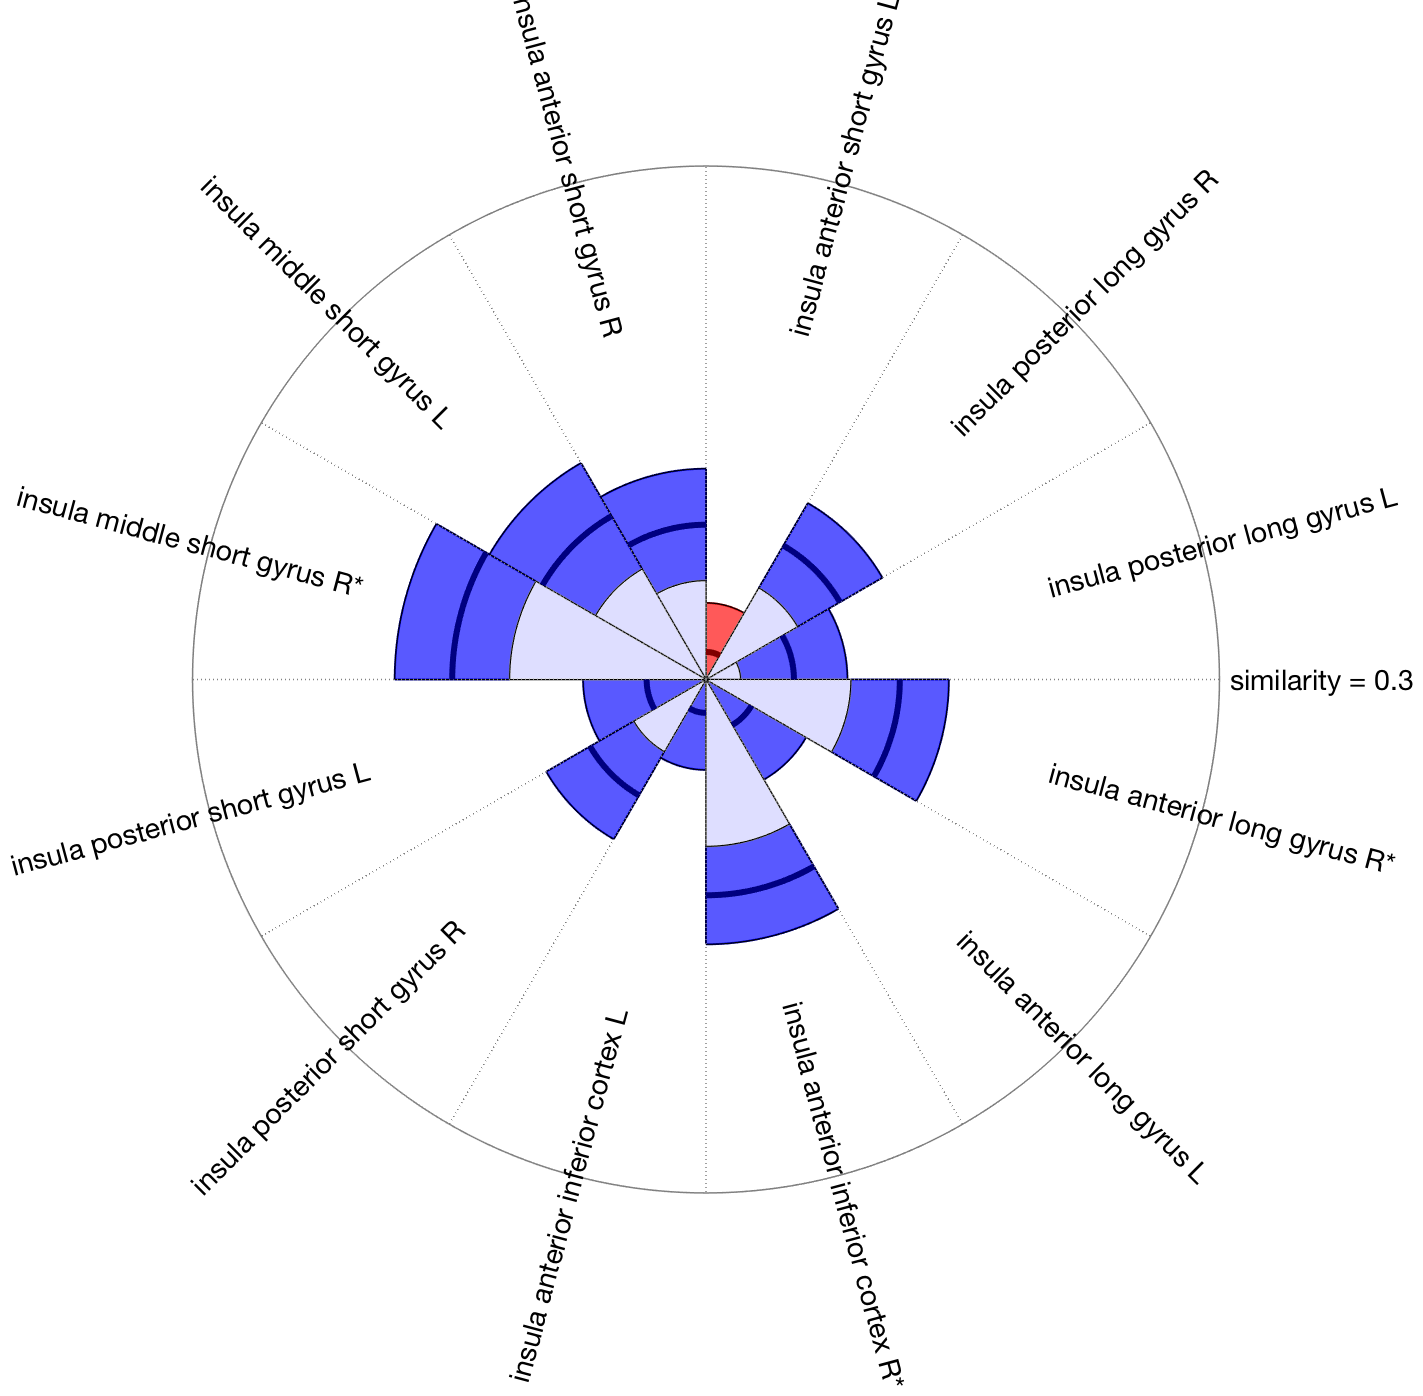 insula anterior short gyrus R
insula anterior short gyrus L
insula middle short gyrus L
insula posterior long gyrus R
insula middle short gyrus R*
insula posterior long gyrus L
similarity = 0.3
insula posterior short gyrus L
insula anterior long gyrus R*
insula posterior short gyrus R
insula anterior long gyrus L
insula anterior inferior cortex L
insula anterior inferior cortex R*